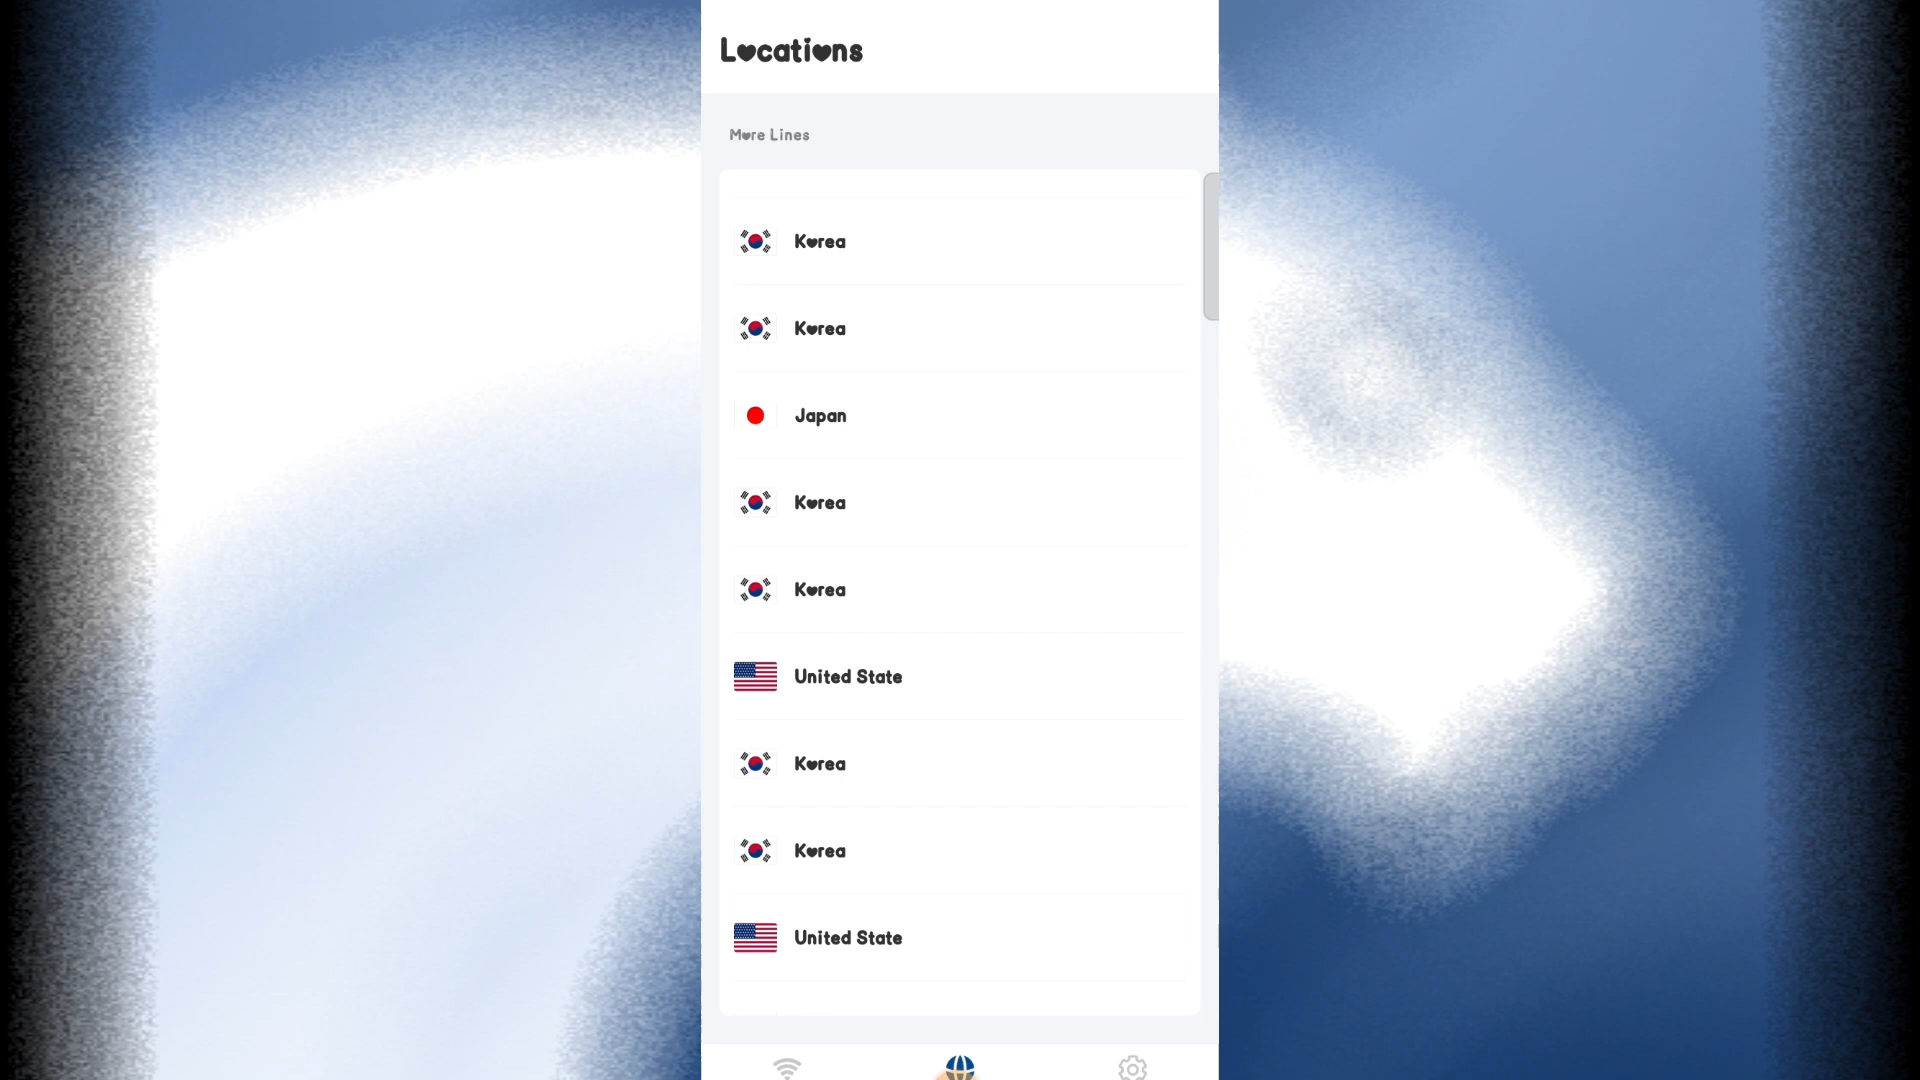 Locations
More Lines
Korea
Korea
Japan
Korea
Korea
United State
Korea
Korea
United State